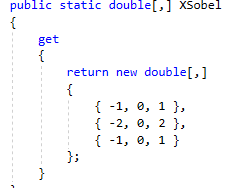 public static double[,] XSobel
{
get
{
return new double[,]
{
{ -1, 0, 1 },
{ -2, 0, 2 },
{ -1, 0, 1 }
};
}